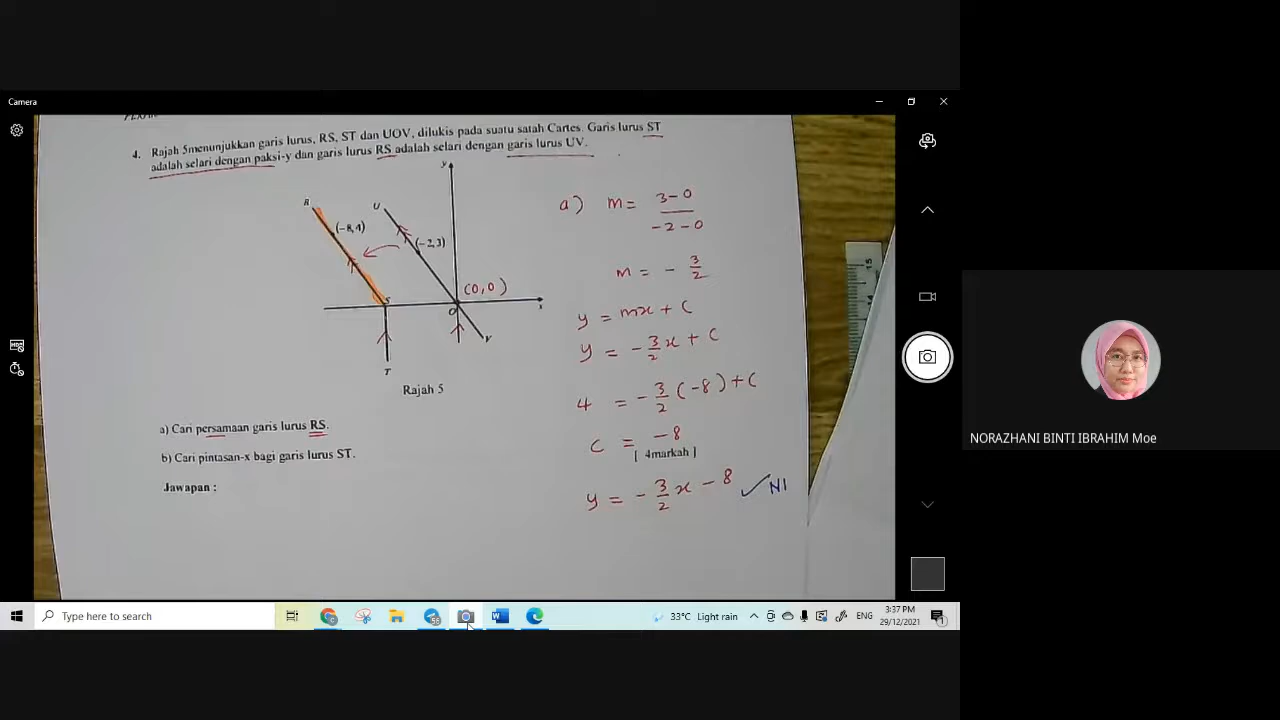 Camera
4. Rajah 5menunjukkan garis lurus, RS, ST dan UOV, dilukis pada suatu satah Cartes. Garis lurus ST
adalah selari dengan paksi-y dan garis lurus RS adalah selari dengan garis lurus UV.
y
R
U
(-8,4)
(-2,3)
(0,0)
S
O
x
V
T
Rajah 5
a) Cari persamaan garis lurus RS.
b) Cari pintasan-x bagi garis lurus ST.
Jawapan :
a) m = 3-0
-2-0
m = - 3/2
y = mx + c
y = -3/2 x + c
4 = -3/2 (-8) + c
c = -8
[ 4markah ]
y = -3/2 x - 8 ✓ N1
NORAZHANI BINTI IBRAHIM Moe
Type here to search
33°C Light rain
ENG
3:37 PM
29/12/2021